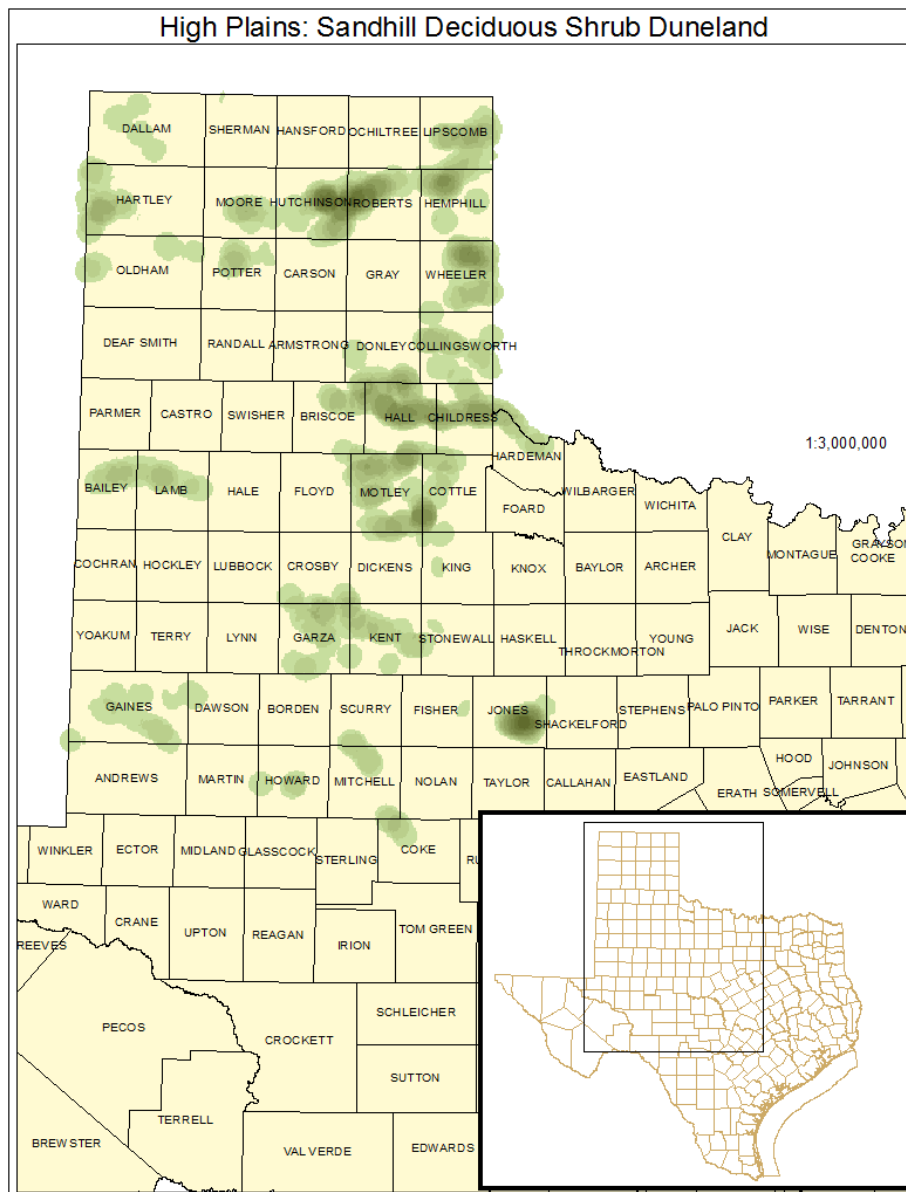 High Plains: Sandhill Deciduous Shrub Duneland
DALLAM SHERMAN HANSFORD OCHILTREE LIPSCOMB
HARTLEY MOORE HUTCHINSON ROBERTS HEMPHILL
OLDHAM POTTER CARSON GRAY WHEELER
DEAF SMITH RANDALL ARMSTRONG DONLEY COLLINGSWORTH
PARMER CASTRO SWISHER BRISCOE HALL CHILDRESS
1:3,000,000
HARDEMAN
BAILEY LAMB HALE FLOYD MOTLEY COTTLE WILBARGER
FOARD WICHITA
CLAY
MONTAGUE GRAYSON
COOKE
COCHRAN HOCKLEY LUBBOCK CROSBY DICKENS KING KNOX BAYLOR ARCHER
YOAKUM TERRY LYNN GARZA KENT STONEWALL HASKELL YOUNG JACK WISE DENTON
THROCKMORTON
GAINES DAWSON BORDEN SCURRY FISHER JONES STEPHENS PALO PINTO PARKER TARRANT
SHACKELFORD
ANDREWS MARTIN HOWARD MITCHELL NOLAN TAYLOR CALLAHAN EASTLAND HOOD JOHNSON
ERATH SOMERVELL
WINKLER ECTOR MIDLAND GLASSCOCK STERLING COKE RU
WARD CRANE UPTON REAGAN IRION TOM GREEN
REEVES
PECOS CROCKETT SCHLEICHER
SUTTON
TERRELL
BREWSTER VAL VERDE EDWARDS